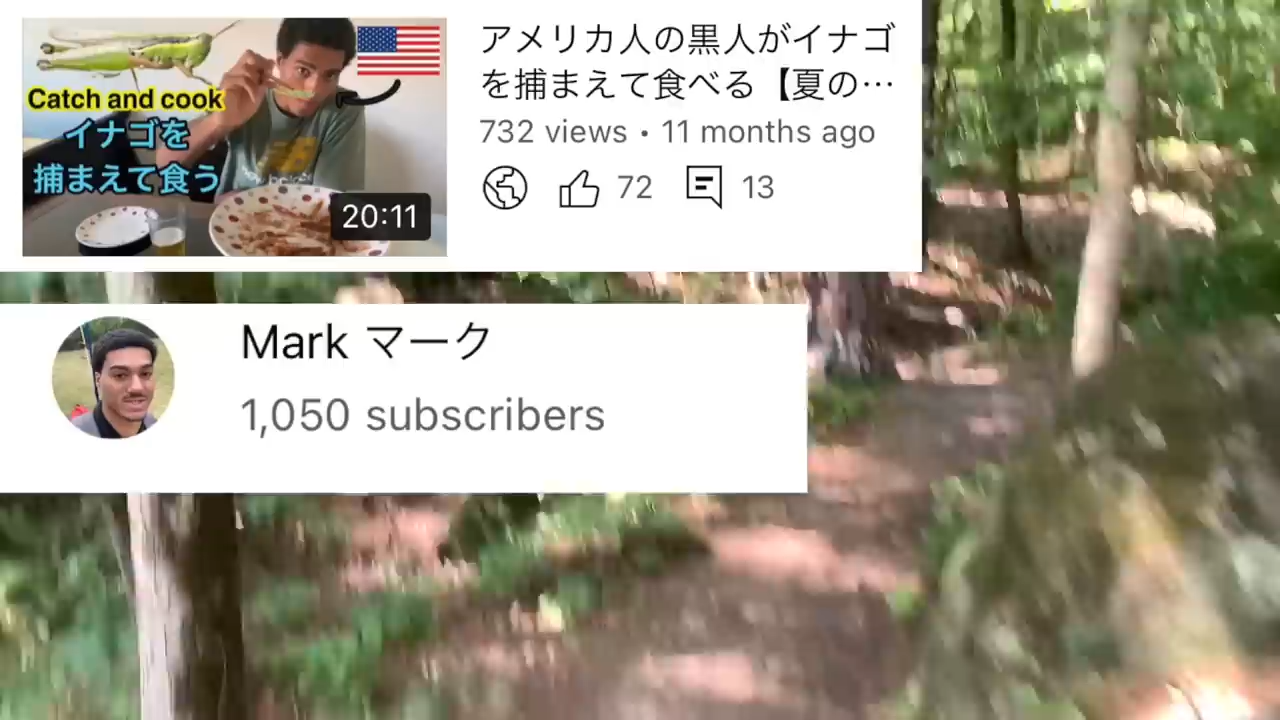 Catch and cook
イナゴを
捕まえて食う
20:11
アメリカ人の黒人がイナゴ
を捕まえて食べる【夏の…
732 views • 11 months ago
72 13
Mark マーク
1,050 subscribers